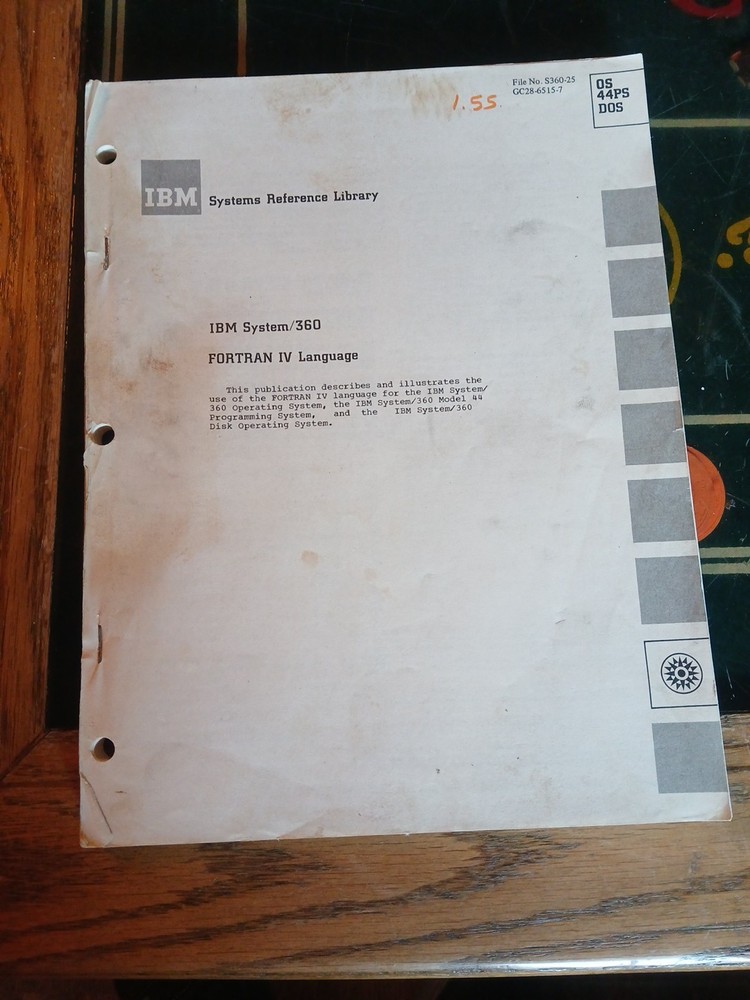 1.55
File No. S360-25
GC28-6515-7
OS
44PS
DOS
IBM Systems Reference Library
IBM System/360
FORTRAN IV Language
This publication describes and illustrates the
use of the FORTRAN IV language for the IBM System/
360 Operating System, the IBM System/360 Model 44
Programming System, and the IBM System/360
Disk Operating System.